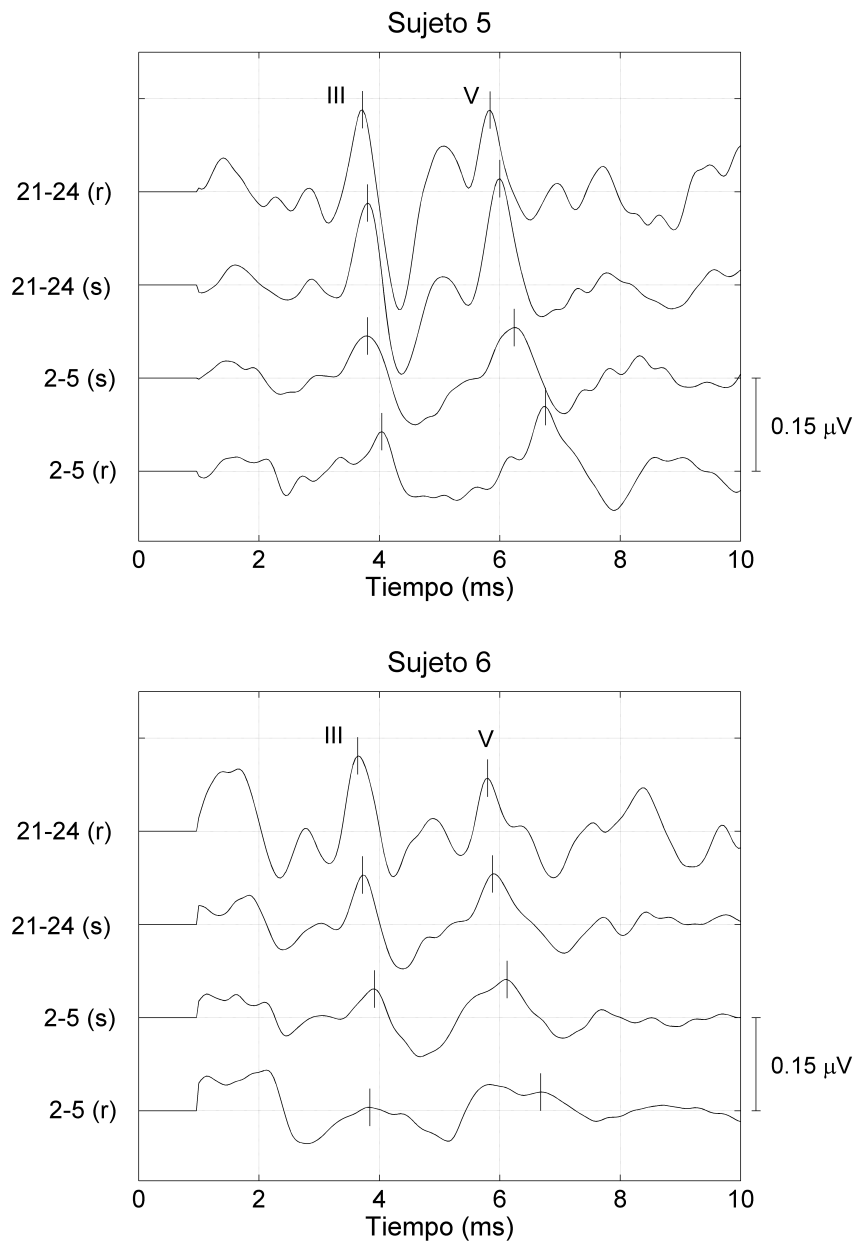 Sujeto 5
III
V
21-24 (r)
21-24 (s)
2-5 (s)
2-5 (r)
0.15 μV
0 2 4 6 8 10
Tiempo (ms)
Sujeto 6
III
V
21-24 (r)
21-24 (s)
2-5 (s)
2-5 (r)
0.15 μV
0 2 4 6 8 10
Tiempo (ms)